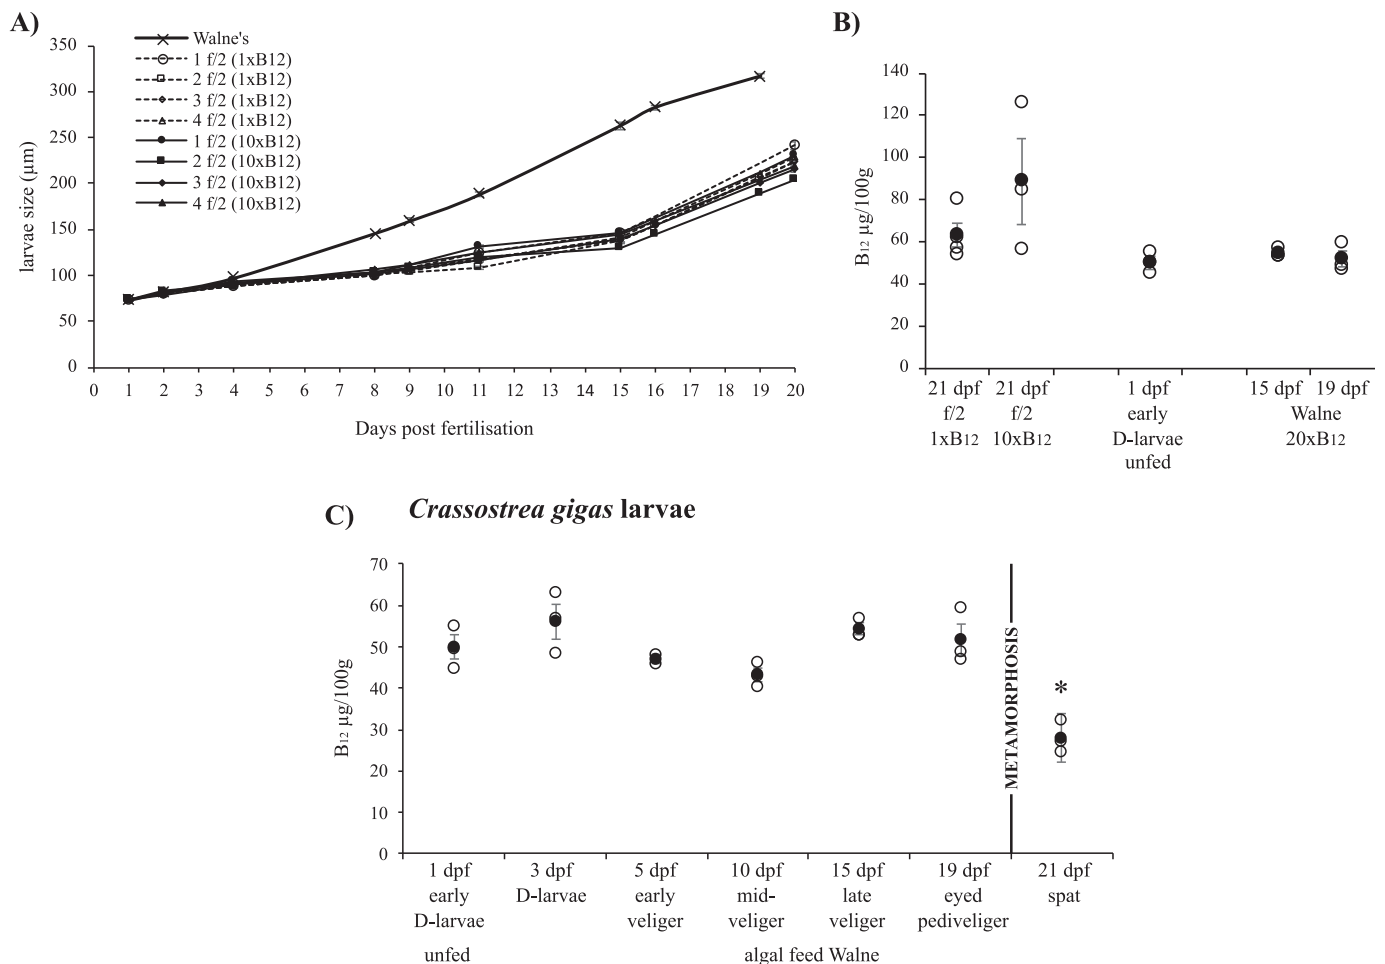 A)
350
300
250
200
150
100
50
0
larvae size (µm)
Walne's
1 f/2 (1xB12)
2 f/2 (1xB12)
3 f/2 (1xB12)
4 f/2 (1xB12)
1 f/2 (10xB12)
2 f/2 (10xB12)
3 f/2 (10xB12)
4 f/2 (10xB12)
0 1 2 3 4 5 6 7 8 9 10 11 12 13 14 15 16 17 18 19 20
Days post fertilisation
B)
140
120
100
80
60
40
20
0
B12 µg/100g
21 dpf 21 dpf 1 dpf 15 dpf 19 dpf
f/2 f/2 early Walne
1xB12 10xB12 D-larvae 20xB12
unfed
C) Crassostrea gigas larvae
70
60
50
40
30
20
10
0
B12 µg/100g
METAMORPHOSIS
*
1 dpf 3 dpf 5 dpf 10 dpf 15 dpf 19 dpf 21 dpf
early D-larvae early mid- late eyed spat
D-larvae veliger veliger veliger pediveliger
unfed algal feed Walne